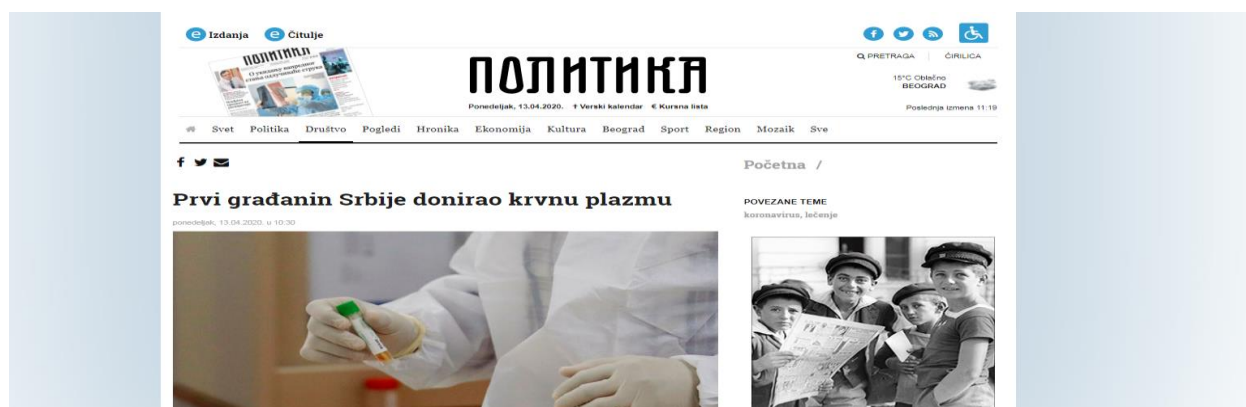 e Izdanja e Čitulje
PRETRAGA ĆIRILICA
ПОЛИТИКА
ПОЛИТИКА
15°C Oblačno
BEOGRAD
Ponedeljak, 13.04.2020. † Verski kalendar € Kursna lista
Poslednja izmena 11:19
Svet Politika Društvo Pogledi Hronika Ekonomija Kultura Beograd Sport Region Mozaik Sve
Početna /
Prvi građanin Srbije donirao krvnu plazmu
ponedeljak, 13.04.2020. u 10:30
POVEZANE TEME
koronavirus, lečenje